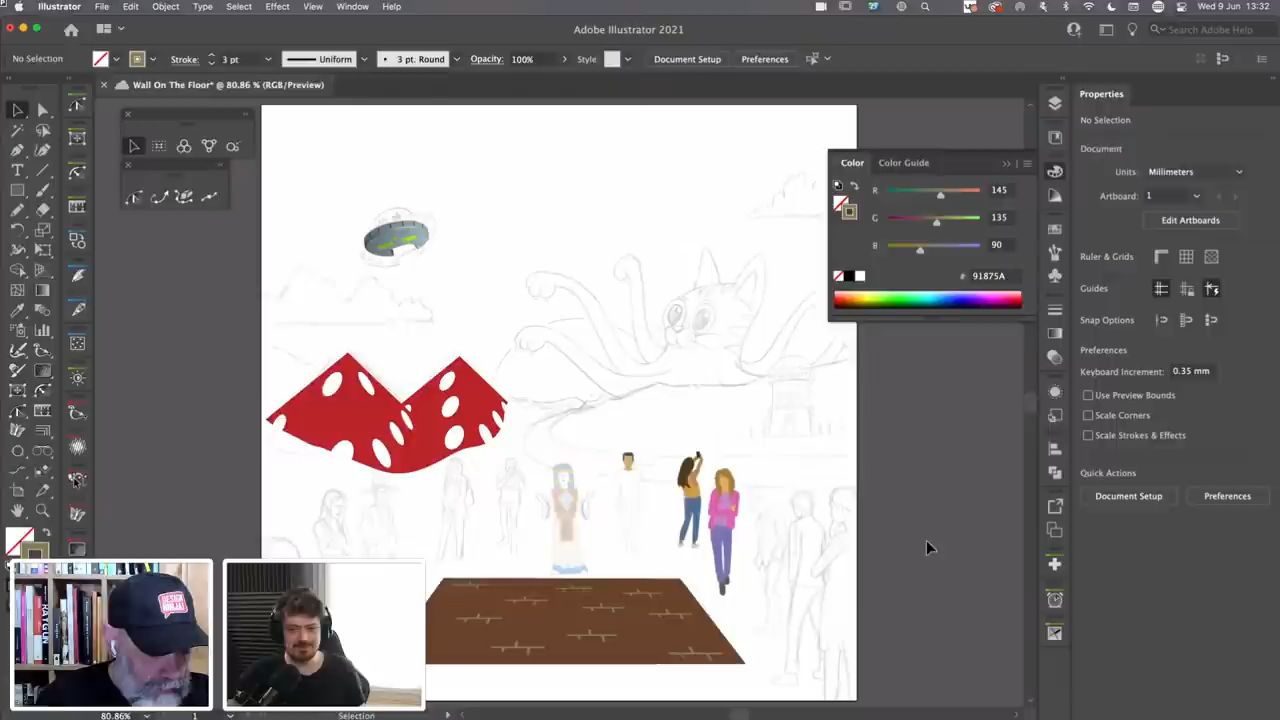 Illustrator File Edit Object Type Select Effect View Window Help Wed 9 Jun 13:32
Adobe Illustrator 2021
Search Adobe Help
No Selection Stroke: 3 pt Uniform 3 pt. Round Opacity: 100% Style Document Setup Preferences
Wall On The Floor* @ 80.86 % (RGB/Preview)
Color Color Guide
R 145
G 135
B 90
# 91875A
Properties
No Selection
Document
Units: Millimeters
Artboard: 1
Edit Artboards
Ruler & Grids
Guides
Snap Options
Preferences
Keyboard Increment: 0.35 mm
Use Preview Bounds
Scale Corners
Scale Strokes & Effects
Quick Actions
Document Setup Preferences
DESIGN
NINJA!
80.86% 1 Selection